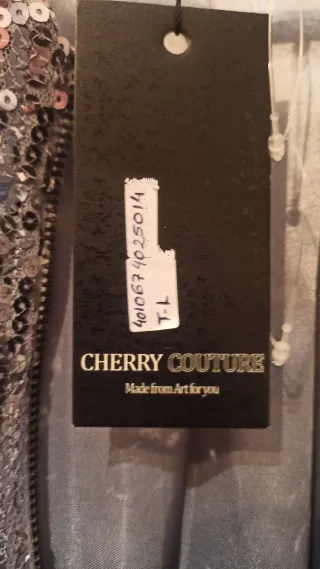 4010674025014
T-L
CHERRY COUTURE
Made from Art for you